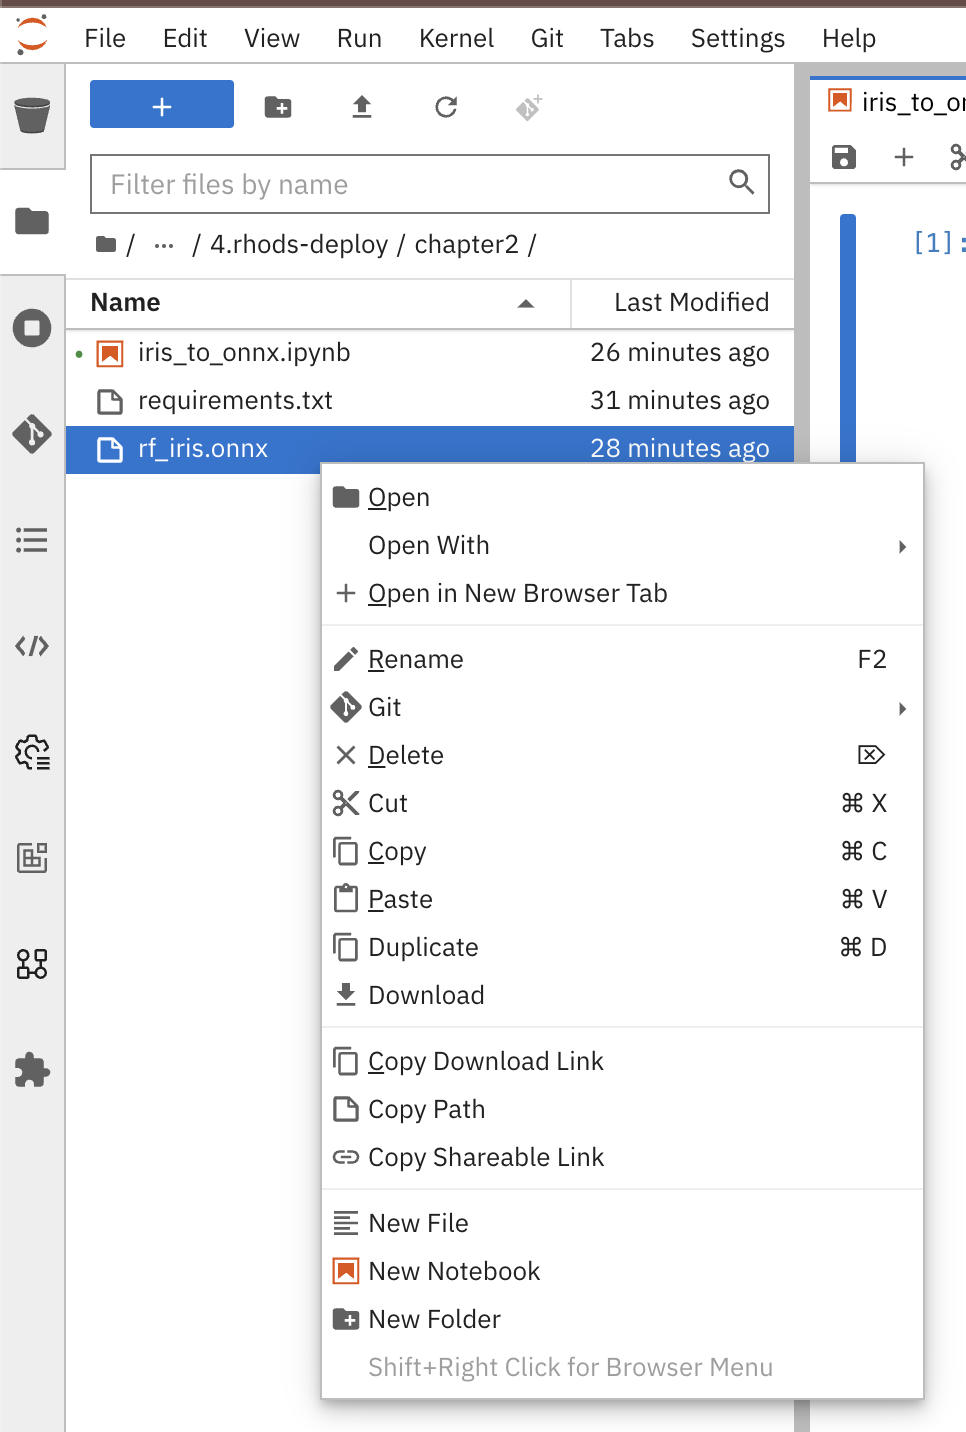 File Edit View Run Kernel Git Tabs Settings Help
iris_to_or
Filter files by name
/ ... / 4.rhods-deploy / chapter2 /
[1]:
Name Last Modified
iris_to_onnx.ipynb 26 minutes ago
requirements.txt 31 minutes ago
rf_iris.onnx 28 minutes ago
Open
Open With
Open in New Browser Tab
Rename F2
Git
Delete ⌦
Cut ⌘ X
Copy ⌘ C
Paste ⌘ V
Duplicate ⌘ D
Download
Copy Download Link
Copy Path
Copy Shareable Link
New File
New Notebook
New Folder
Shift+Right Click for Browser Menu